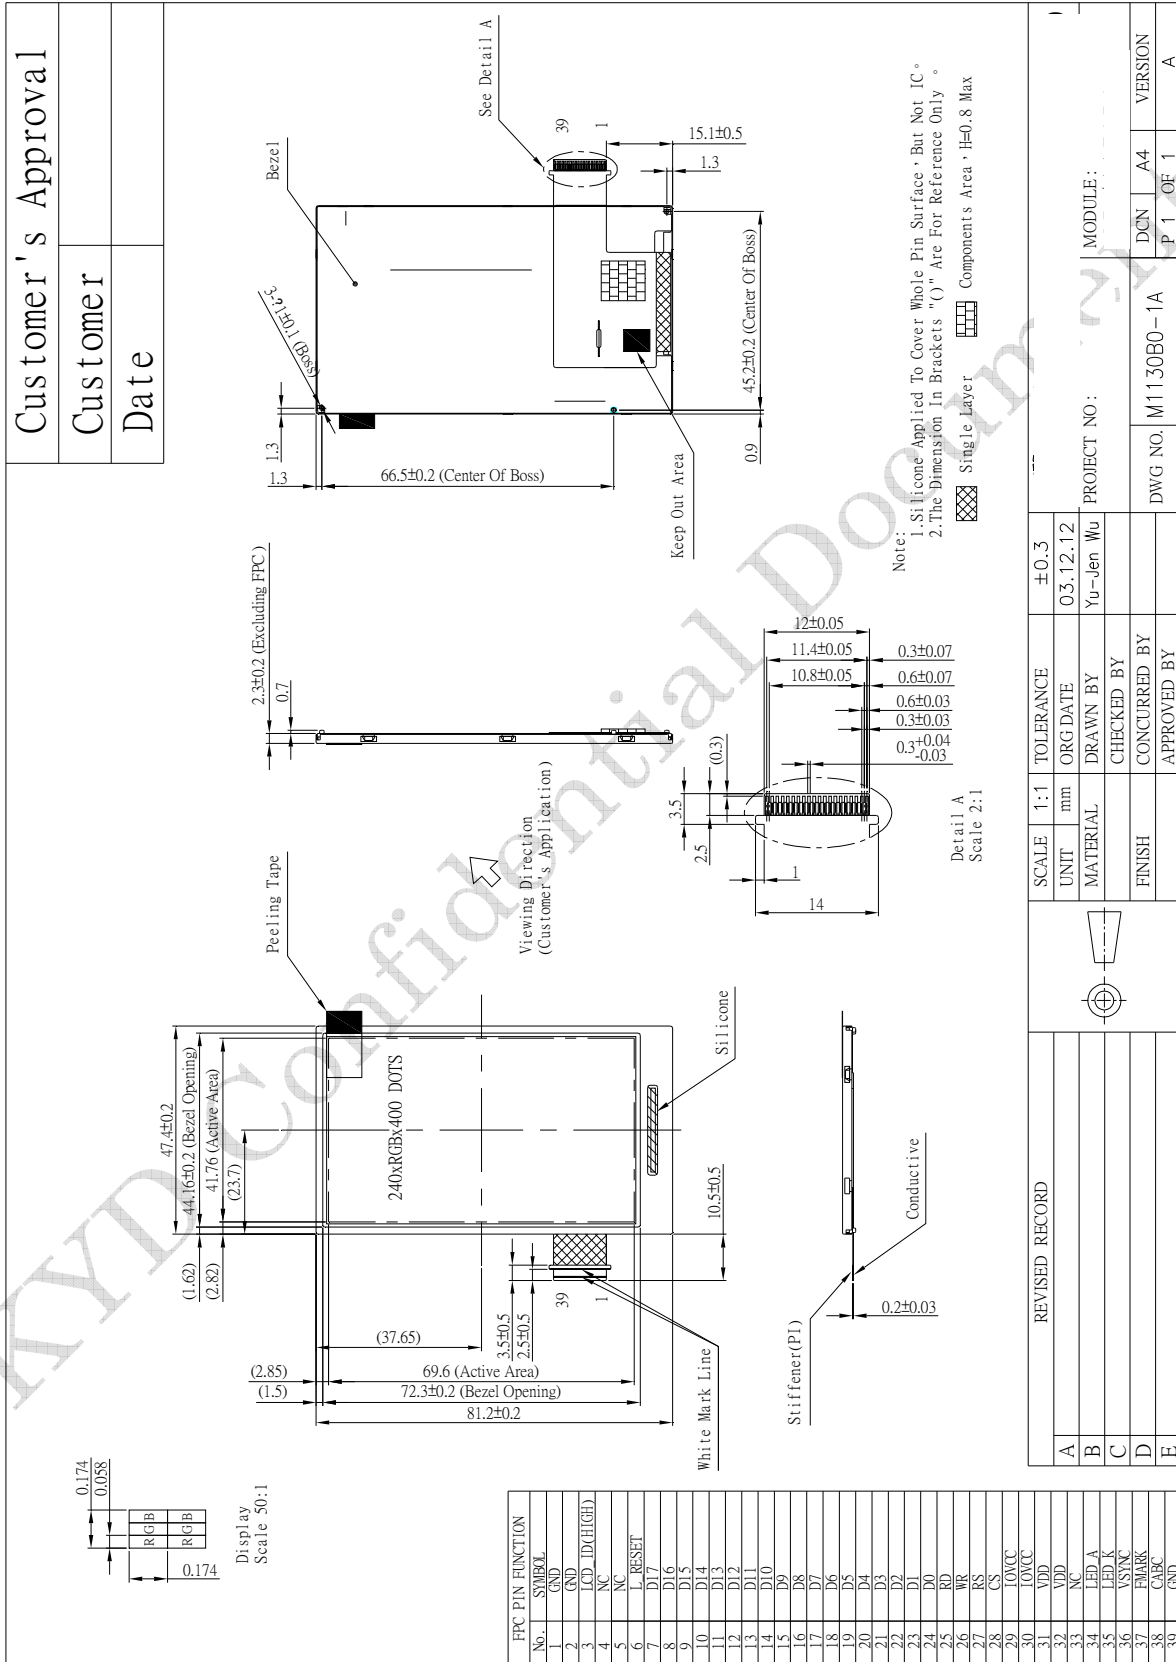 Customer's Approval
Customer
Date
See Detail A
39
1
15.1±0.5
1.3
Bezel
3-?1±0.1 (Boss)
1.3
1.3
66.5±0.2 (Center Of Boss)
45.2±0.2 (Center Of Boss)
0.9
Keep Out Area
Note:
1.Silicone Applied To Cover Whole Pin Surface，But Not IC。
2.The Dimension In Brackets "()" Are For Reference Only 。
Single Layer
Components Area，H=0.8 Max
2.3±0.2 (Excluding FPC )
0.7
Viewing Direction
(Customer's Application)
12±0.05
11.4±0.05
0.3±0.07
10.8±0.05
0.6±0.07
0.6±0.03
0.3±0.03
0.3+0.04
-0.03
(0.3)
3.5
2.5
1
14
Detail A
Scale 2:1
Peeling Tape
47.4±0.2
44.16±0.2 (Bezel Opening)
41.76 (Active Area)
(23.7)
(1.62)
(2.82)
240xRGBx400 DOTS
Silicone
10.5±0.5
39
1
3.5±0.5
2.5±0.5
(37.65)
(2.85)
69.6 (Active Area)
(1.5)
72.3±0.2 (Bezel Opening)
81.2±0.2
White Mark Line
Stiffener(PI)
Conductive
0.2±0.03
0.174
0.058
R G B
R G B
0.174
Display
Scale 50:1
FPC PIN FUNCTION
No. SYMBOL
1 GND
2 GND
3 LCD_ID(HIGH)
4 NC
5 NC
6 L_RESET
7 D17
8 D16
9 D15
10 D14
11 D13
12 D12
13 D11
14 D10
15 D9
16 D8
17 D7
18 D6
19 D5
20 D4
21 D3
22 D2
23 D1
24 D0
25 RD
26 WR
27 RS
28 CS
29 IOVCC
30 IOVCC
31 VDD
32 VDD
33 NC
34 LED_A
35 LED_K
36 VSYNC
37 FMARK
38 CABC
39 GND
REVISED RECORD
A
B
C
D
E
SCALE 1:1 TOLERANCE ±0.3
UNIT mm ORG DATE 03.12.12
MATERIAL DRAWN BY Yu-Jen Wu
CHECKED BY
FINISH CONCURRED BY
APPROVED BY
PROJECT NO : MODULE :
DWG NO. M1130B0-1A DCN A4 VERSION
P 1 OF 1 A
KYD Confidential Document